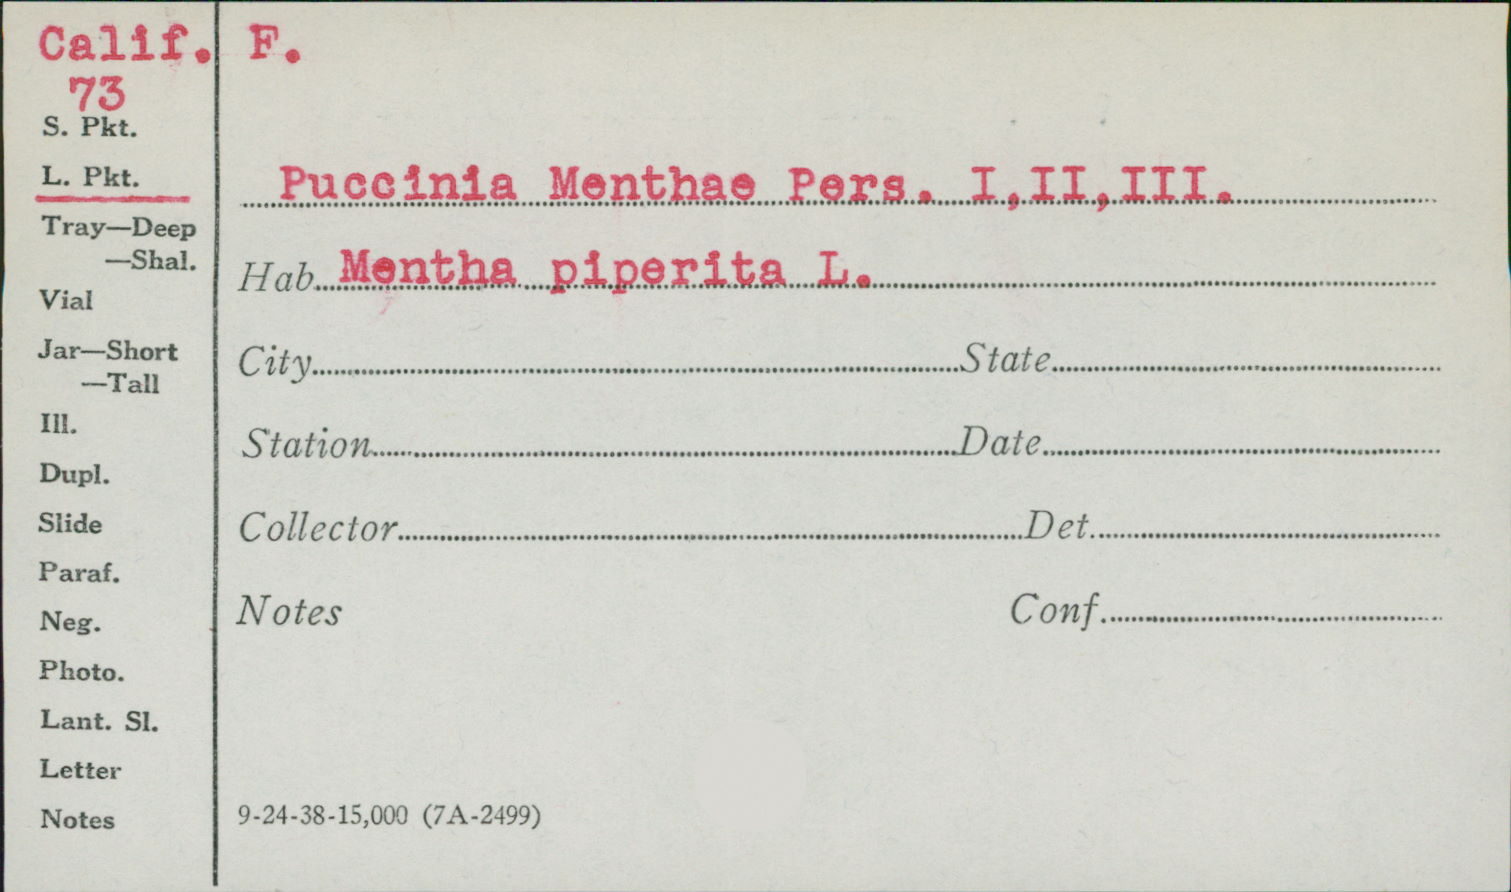 Calif. F.
73
S. Pkt.
L. Pkt.
Tray—Deep
—Shal.
Vial
Jar—Short
—Tall
Ill.
Dupl.
Slide
Paraf.
Neg.
Photo.
Lant. Sl.
Letter
Notes
Puccinia Menthae Pers. I,II,III.
Hab. Mentha piperita L.
City State
Station Date
Collector Det.
Notes Conf.
9-24-38-15,000 (7A-2499)